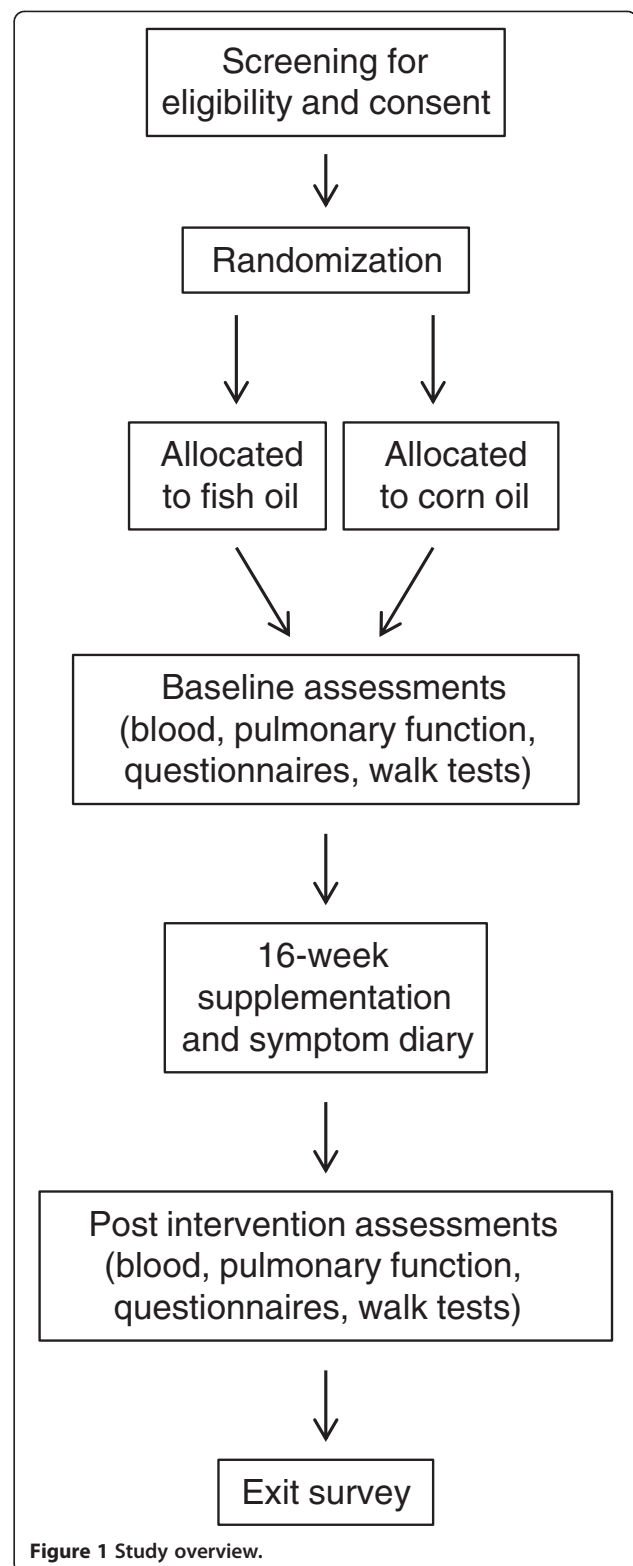 Screening for
eligibility and consent
Randomization
Allocated
to fish oil
Allocated
to corn oil
Baseline assessments
(blood, pulmonary function,
questionnaires, walk tests)
16-week
supplementation
and symptom diary
Post intervention assessments
(blood, pulmonary function,
questionnaires, walk tests)
Exit survey
Figure 1 Study overview.